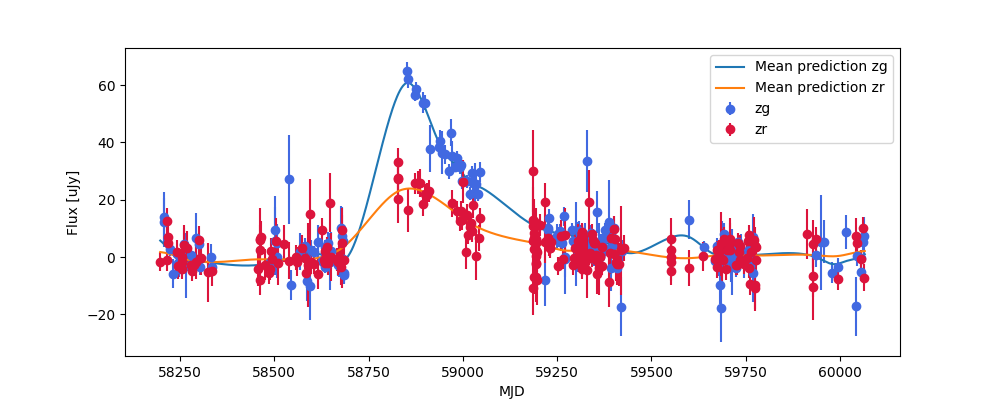 Mean prediction zg
Mean prediction zr
zg
zr
Flux [uJy]
60
40
20
0
−20
58250 58500 58750 59000 59250 59500 59750 60000
MJD